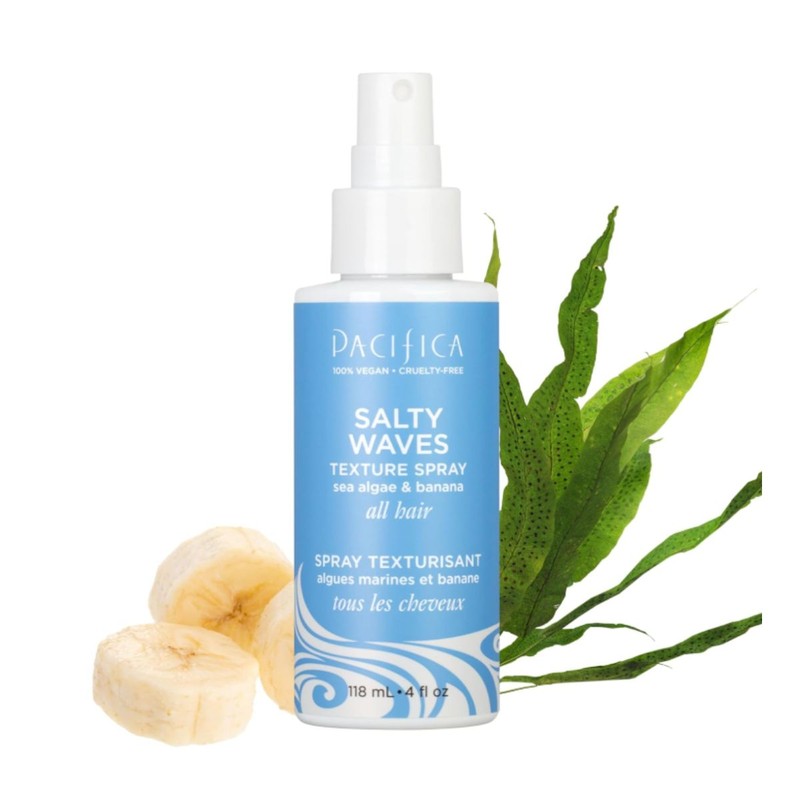 PACIFICA
100% VEGAN • CRUELTY-FREE
SALTY
WAVES
TEXTURE SPRAY
sea algae & banana
all hair
SPRAY TEXTURISANT
algues marines et banane
tous les cheveux
118 mL • 4 fl oz